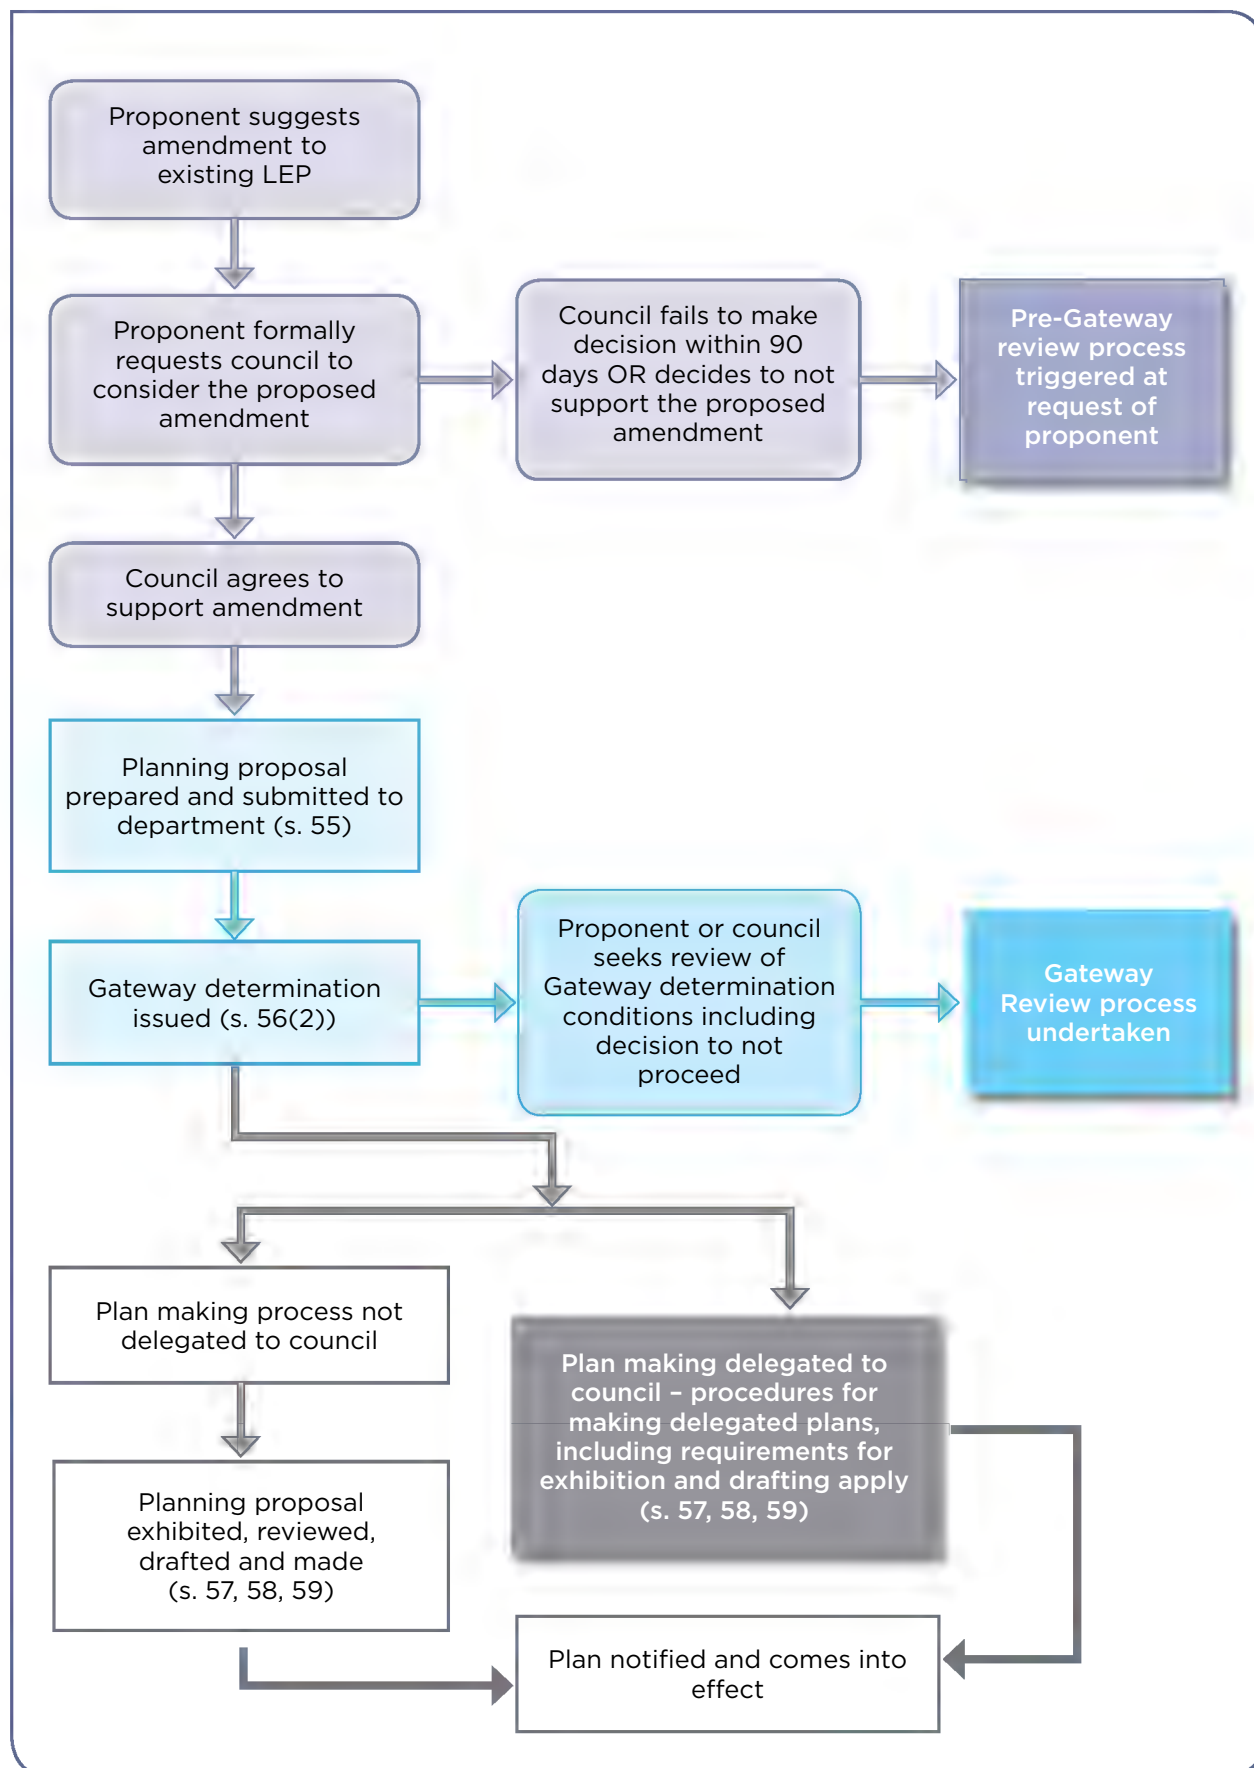 Proponent suggests
amendment to
existing LEP
Proponent formally
requests council to
consider the proposed
amendment
Council fails to make
decision within 90
days OR decides to not
support the proposed
amendment
Pre-Gateway
review process
triggered at
request of
proponent
Council agrees to
support amendment
Planning proposal
prepared and submitted to
department (s. 55)
Gateway determination
issued (s. 56(2))
Proponent or council
seeks review of
Gateway determination
conditions including
decision to not
proceed
Gateway
Review process
undertaken
Plan making process not
delegated to council
Plan making delegated to
council – procedures for
making delegated plans,
including requirements for
exhibition and drafting apply
(s. 57, 58, 59)
Planning proposal
exhibited, reviewed,
drafted and made
(s. 57, 58, 59)
Plan notified and comes into
effect